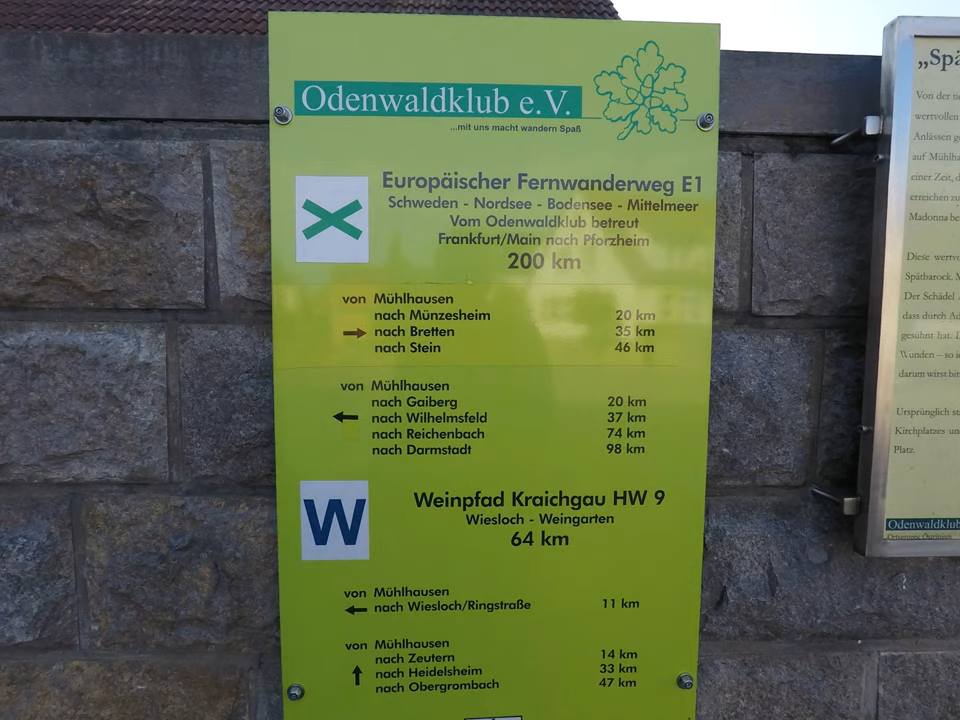 Odenwaldklub e.V.
...mit uns macht wandern Spaß
Europäischer Fernwanderweg E1
Schweden - Nordsee - Bodensee - Mittelmeer
Vom Odenwaldklub betreut
Frankfurt/Main nach Pforzheim
200 km
von Mühlhausen
nach Münzesheim 20 km
nach Bretten 35 km
nach Stein 46 km
von Mühlhausen
nach Gaiberg 20 km
nach Wilhelmsfeld 37 km
nach Reichenbach 74 km
nach Darmstadt 98 km
W
Weinpfad Kraichgau HW 9
Wiesloch - Weingarten
64 km
von Mühlhausen
nach Wiesloch/Ringstraße 11 km
von Mühlhausen
nach Zeutern 14 km
nach Heidelsheim 33 km
nach Obergrombach 47 km
„Spä
Von der
wertvollen
Anlässen
auf Mühlha
einer Zeit,
erreichen
Madonna
Diese
Spätbarock.
Der Schädel
dass durch
gesühnt hat.
Wunden – so
darum wirst
Ursprünglich
Kirchplatzes
Platz.
Odenwaldklub